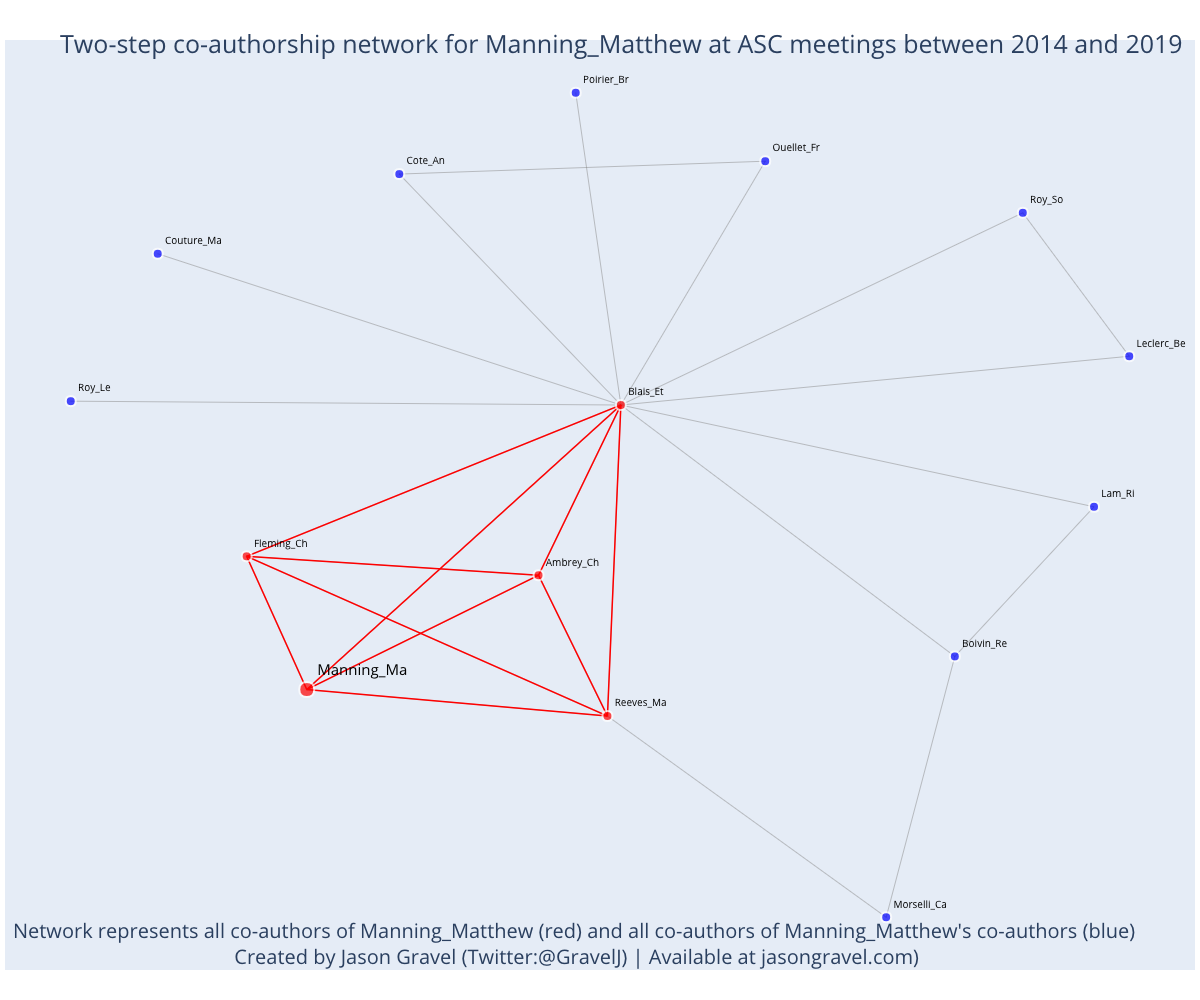 Two-step co-authorship network for Manning_Matthew at ASC meetings between 2014 and 2019
Poirier_Br
Ouellet_Fr
Cote_An
Roy_So
Couture_Ma
Leclerc_Be
Roy_Le
Blais_Et
Lam_Ri
Fleming_Ch
Ambrey_Ch
Boivin_Re
Manning_Ma
Reeves_Ma
Morselli_Ca
Network represents all co-authors of Manning_Matthew (red) and all co-authors of Manning_Matthew's co-authors (blue)
Created by Jason Gravel (Twitter:@GravelJ) | Available at jasongravel.com)